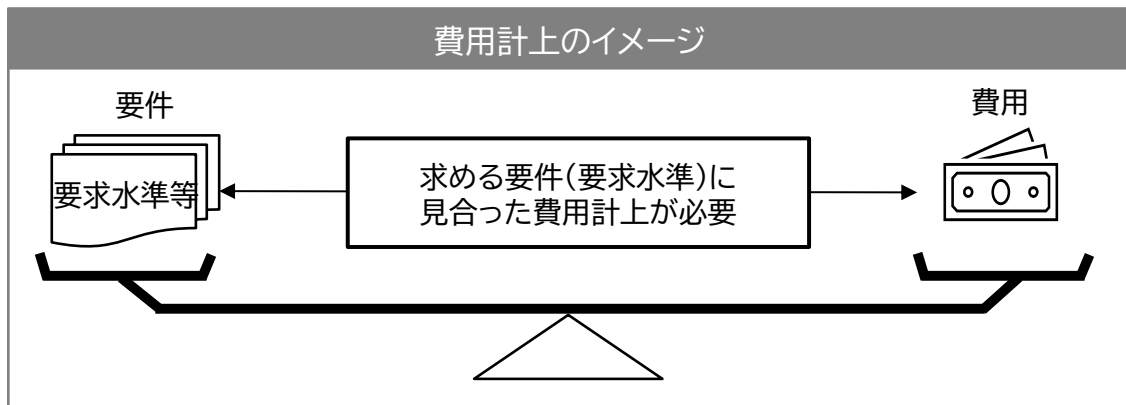 費用計上のイメージ
要件
費用
要求水準等
求める要件(要求水準)に
見合った費用計上が必要